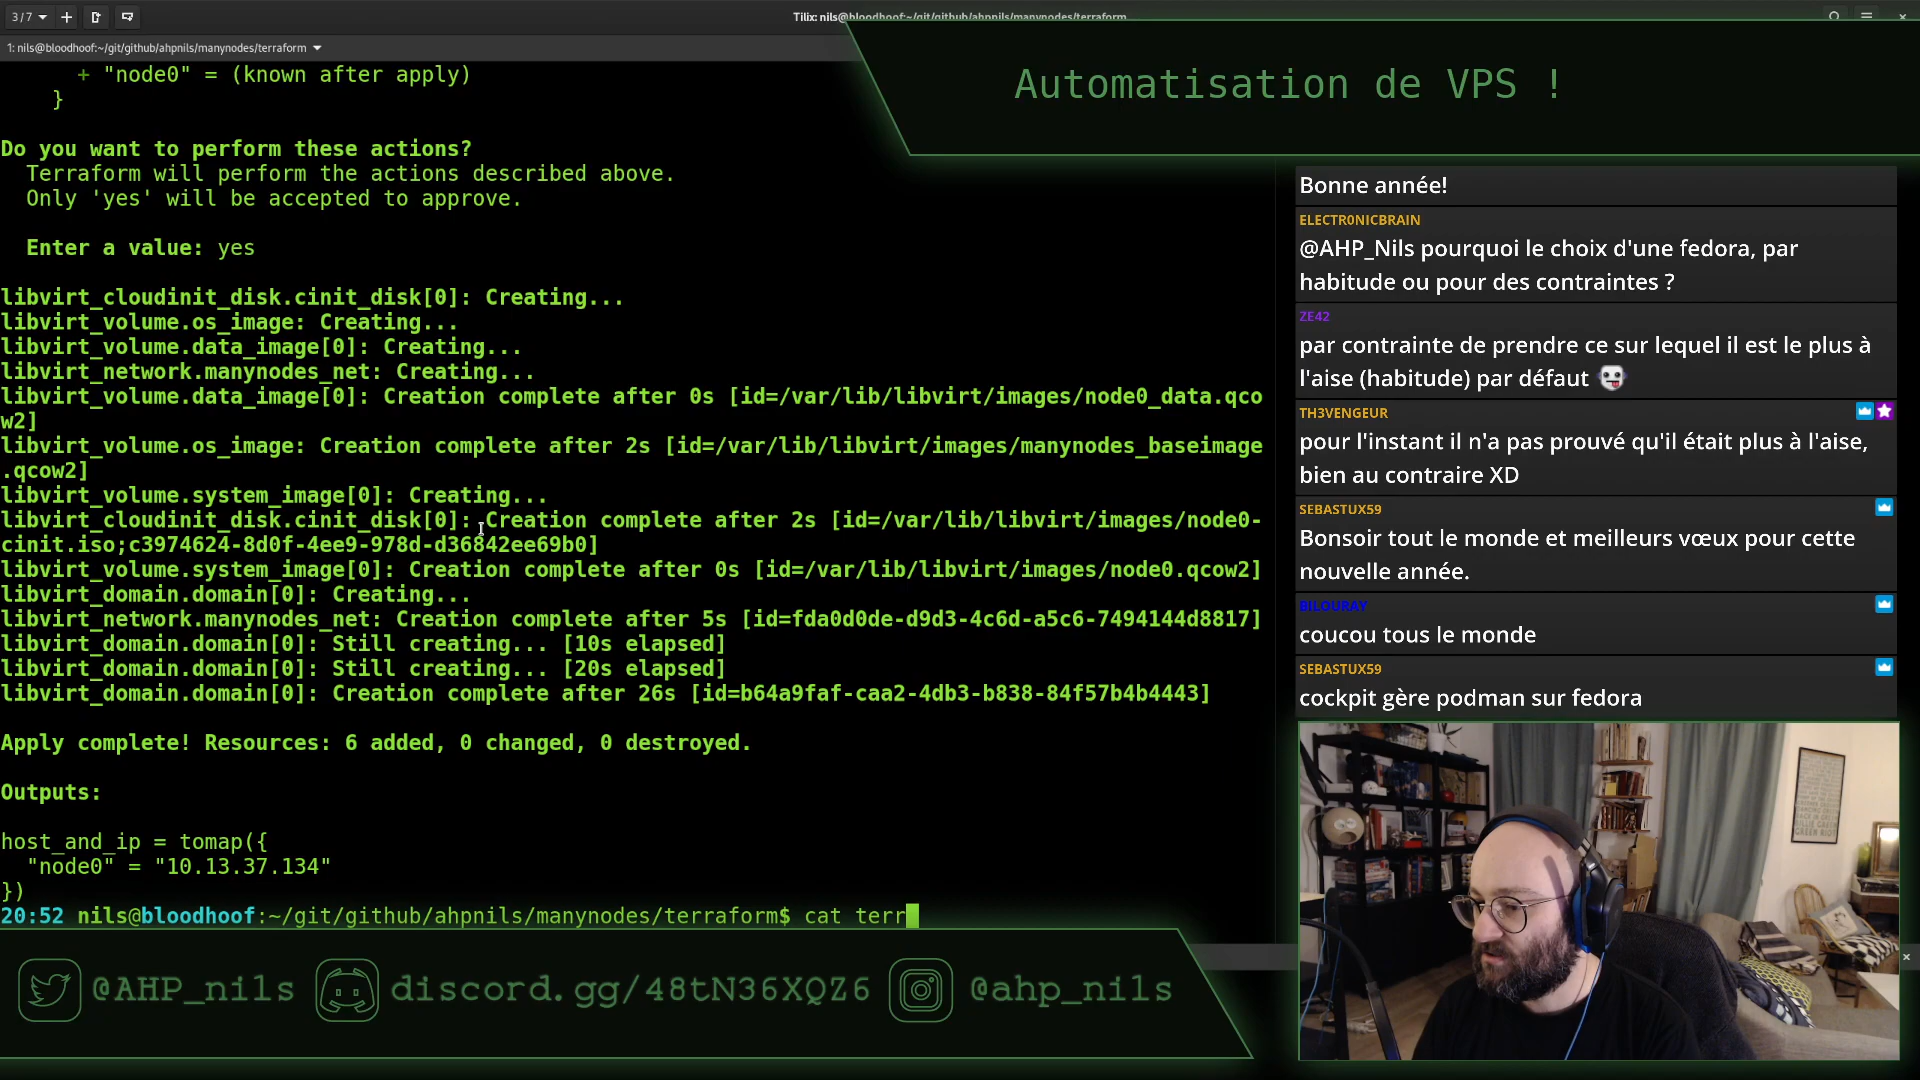 3/7
Tilix: nils@bloodhoof:~/git/github/ahpnils/manynodes/terraform
1: nils@bloodhoof:~/git/github/ahpnils/manynodes/terraform
+ "node0" = (known after apply)
}
Do you want to perform these actions?
Terraform will perform the actions described above.
Only 'yes' will be accepted to approve.
Enter a value: yes
libvirt_cloudinit_disk.cinit_disk[0]: Creating...
libvirt_volume.os_image: Creating...
libvirt_volume.data_image[0]: Creating...
libvirt_network.manynodes_net: Creating...
libvirt_volume.data_image[0]: Creation complete after 0s [id=/var/lib/libvirt/images/node0_data.qco
w2]
libvirt_volume.os_image: Creation complete after 2s [id=/var/lib/libvirt/images/manynodes_baseimage
.qcow2]
libvirt_volume.system_image[0]: Creating...
libvirt_cloudinit_disk.cinit_disk[0]: Creation complete after 2s [id=/var/lib/libvirt/images/node0-
cinit.iso;c3974624-8d0f-4ee9-978d-d36842ee69b0]
libvirt_volume.system_image[0]: Creation complete after 0s [id=/var/lib/libvirt/images/node0.qcow2]
libvirt_domain.domain[0]: Creating...
libvirt_network.manynodes_net: Creation complete after 5s [id=fda0d0de-d9d3-4c6d-a5c6-7494144d8817]
libvirt_domain.domain[0]: Still creating... [10s elapsed]
libvirt_domain.domain[0]: Still creating... [20s elapsed]
libvirt_domain.domain[0]: Creation complete after 26s [id=b64a9faf-caa2-4db3-b838-84f57b4b4443]
Apply complete! Resources: 6 added, 0 changed, 0 destroyed.
Outputs:
host_and_ip = tomap({
"node0" = "10.13.37.134"
})
20:52 nils@bloodhoof:~/git/github/ahpnils/manynodes/terraform$ cat terr
Automatisation de VPS !
Bonne année!
ELECTR0NICBRAIN
@AHP_Nils pourquoi le choix d'une fedora, par
habitude ou pour des contraintes ?
ZE42
par contrainte de prendre ce sur lequel il est le plus à
l'aise (habitude) par défaut
TH3VENGEUR
pour l'instant il n'a pas prouvé qu'il était plus à l'aise,
bien au contraire XD
SEBASTUX59
Bonsoir tout le monde et meilleurs vœux pour cette
nouvelle année.
BILOURAY
coucou tous le monde
SEBASTUX59
cockpit gère podman sur fedora
@AHP_nils
discord.gg/48tN36XQZ6
@ahp_nils